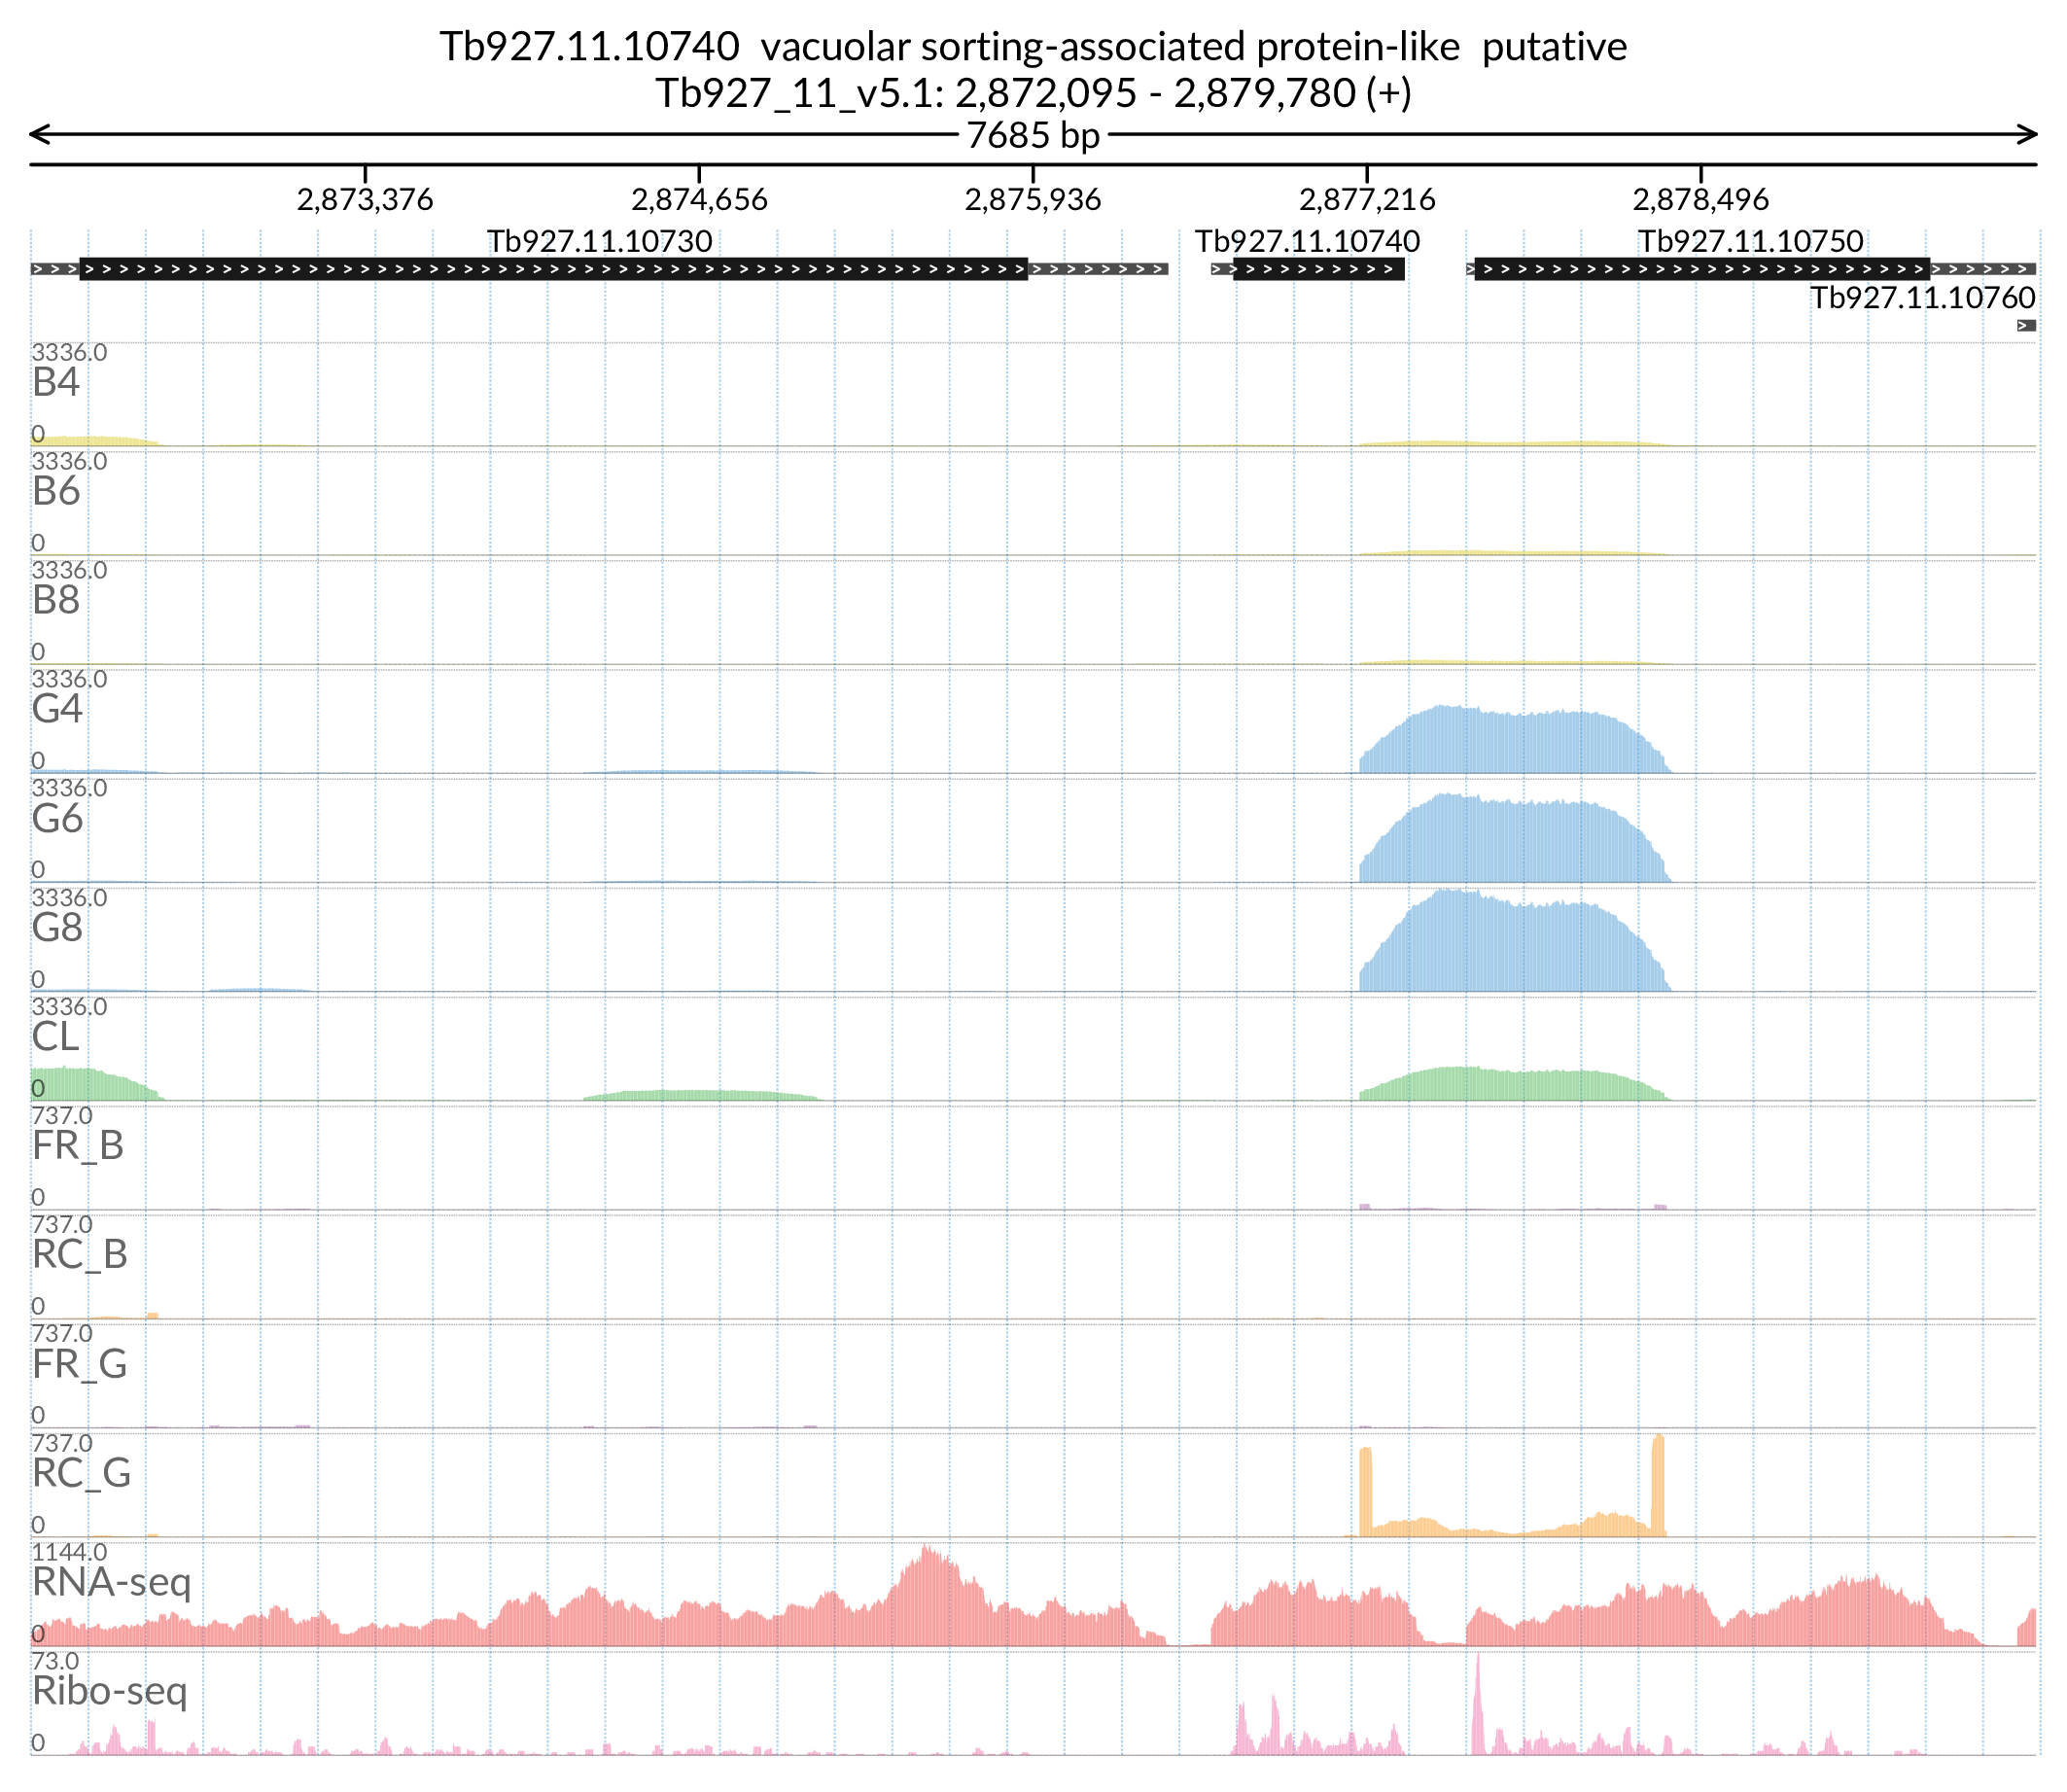 Tb927.11.10740 vacuolar sorting-associated protein-like putative
Tb927_11_v5.1: 2,872,095 - 2,879,780 (+)
7685 bp
2,873,376 2,874,656 2,875,936 2,877,216 2,878,496
Tb927.11.10730 Tb927.11.10740 Tb927.11.10750
Tb927.11.10760
3336.0
B4
0
3336.0
B6
0
3336.0
B8
0
3336.0
G4
0
3336.0
G6
0
3336.0
G8
0
3336.0
CL
0
737.0
FR_B
0
737.0
RC_B
0
737.0
FR_G
0
737.0
RC_G
0
1144.0
RNA-seq
0
73.0
Ribo-seq
0